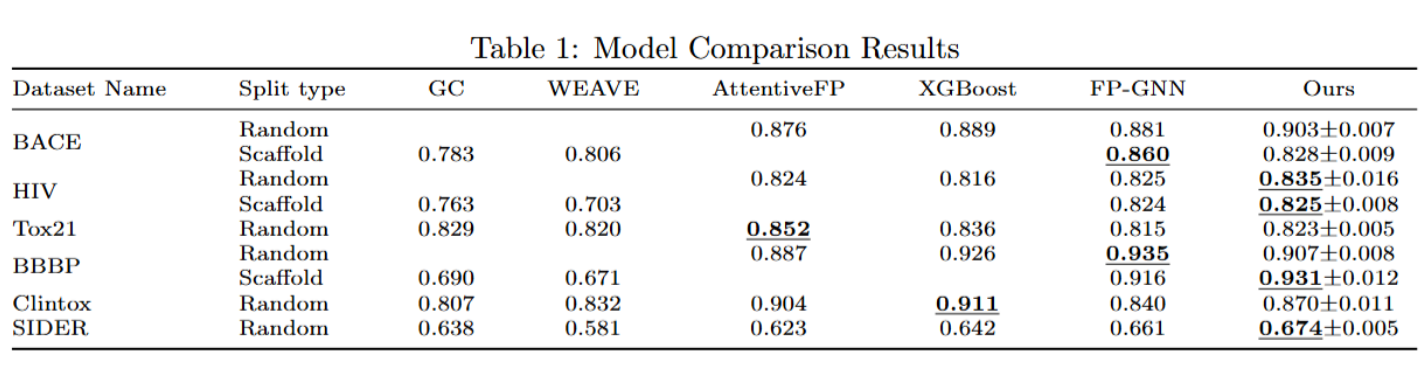 Table 1: Model Comparison Results
Dataset Name Split type GC WEAVE AttentiveFP XGBoost FP-GNN Ours
BACE Random 0.876 0.889 0.881 0.903±0.007
Scaffold 0.783 0.806 0.860 0.828±0.009
HIV Random 0.824 0.816 0.825 0.835±0.016
Scaffold 0.763 0.703 0.824 0.825±0.008
Tox21 Random 0.829 0.820 0.852 0.836 0.815 0.823±0.005
BBBP Random 0.887 0.926 0.935 0.907±0.008
Scaffold 0.690 0.671 0.916 0.931±0.012
Clintox Random 0.807 0.832 0.904 0.911 0.840 0.870±0.011
SIDER Random 0.638 0.581 0.623 0.642 0.661 0.674±0.005